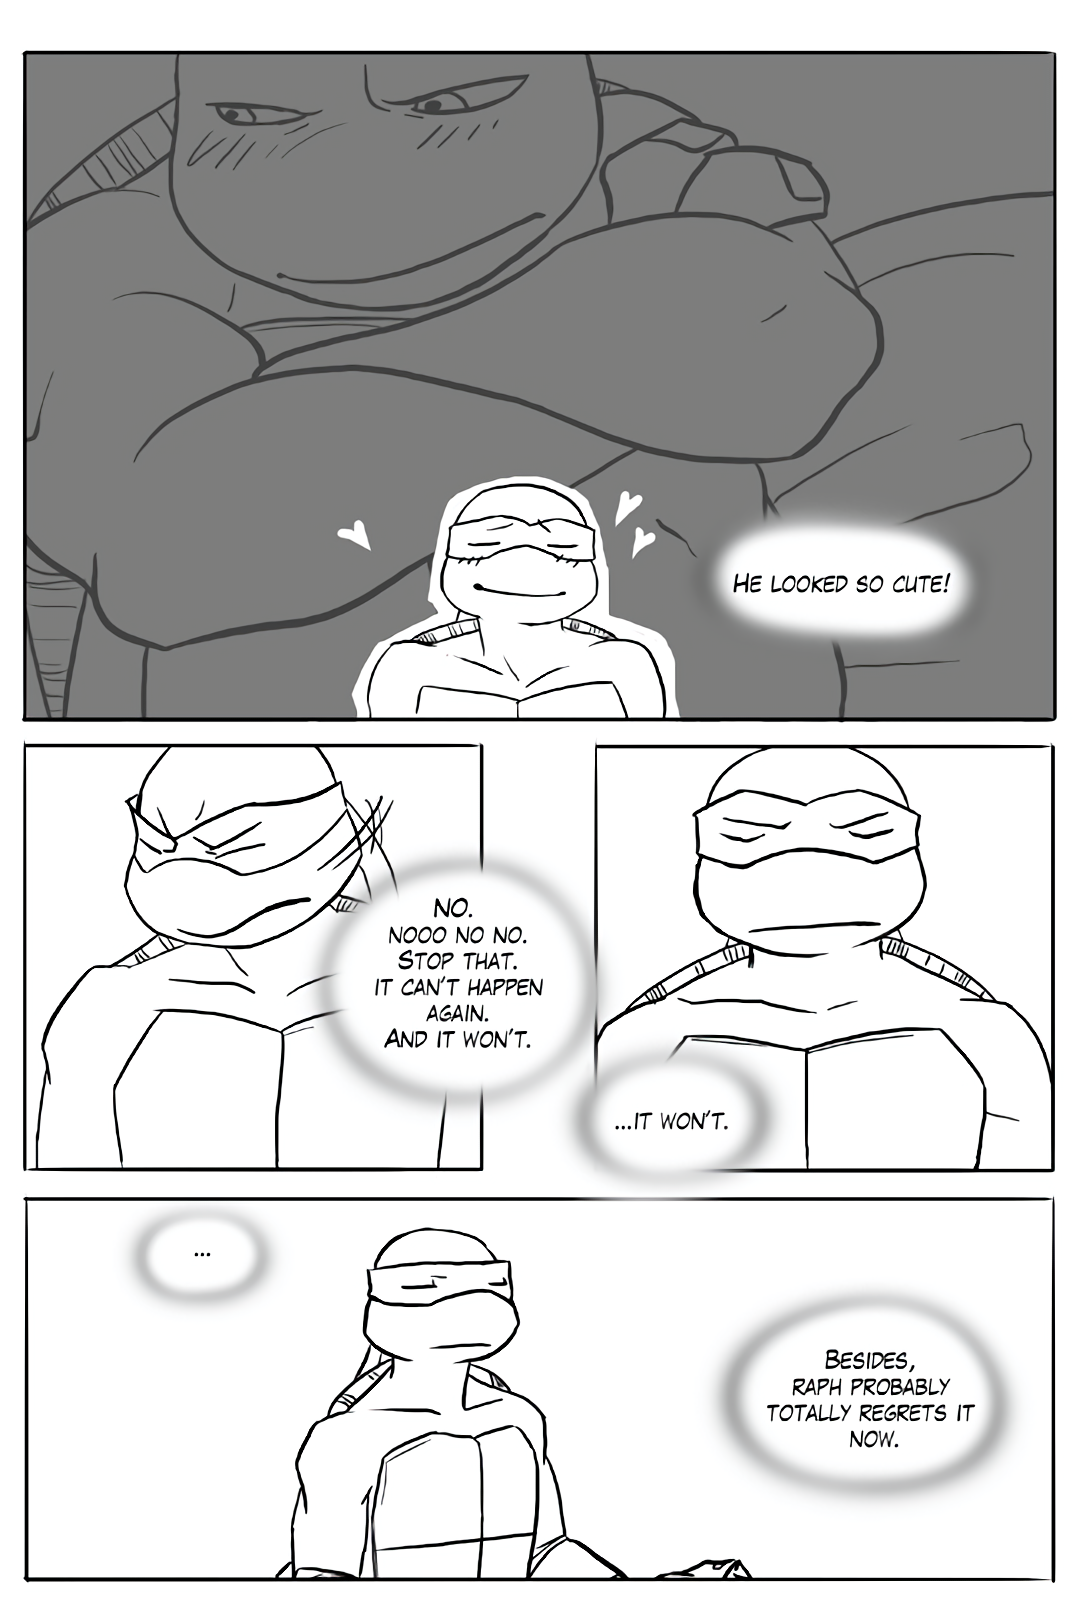 HE LOOKED SO CUTE!
NO.
NOOO NO NO.
STOP THAT.
IT CAN'T HAPPEN
AGAIN.
AND IT WON'T.
...IT WON'T.
...
BESIDES,
RAPH PROBABLY
TOTALLY REGRETS IT
NOW.